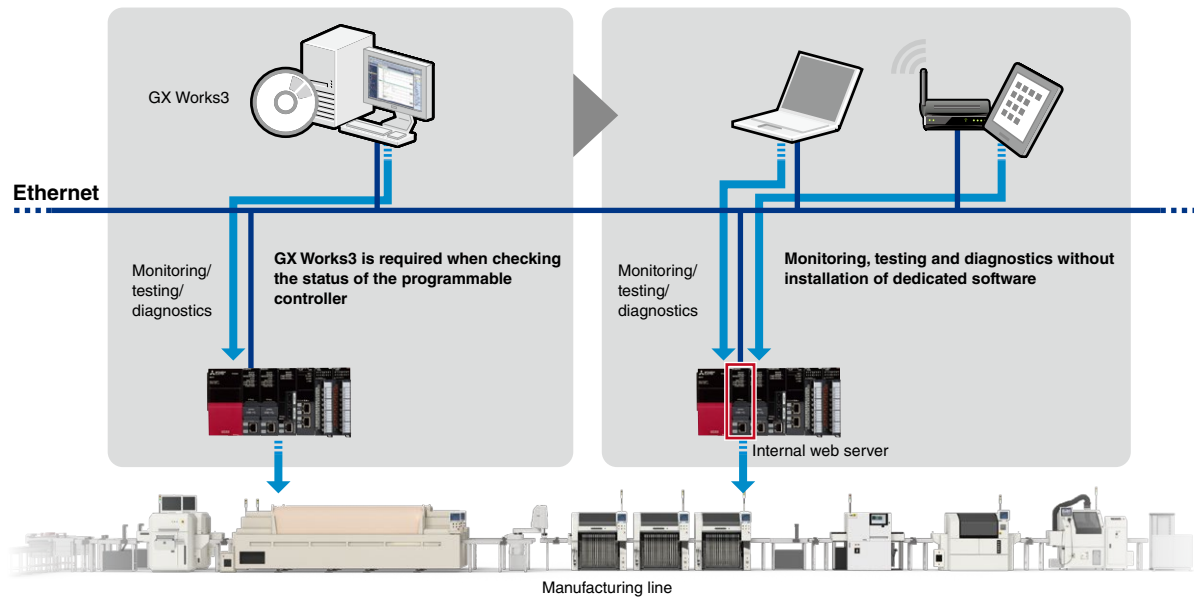 GX Works3
Ethernet
Monitoring/
testing/
diagnostics
GX Works3 is required when checking
the status of the programmable
controller
Monitoring/
testing/
diagnostics
Monitoring, testing and diagnostics without
installation of dedicated software
Internal web server
Manufacturing line